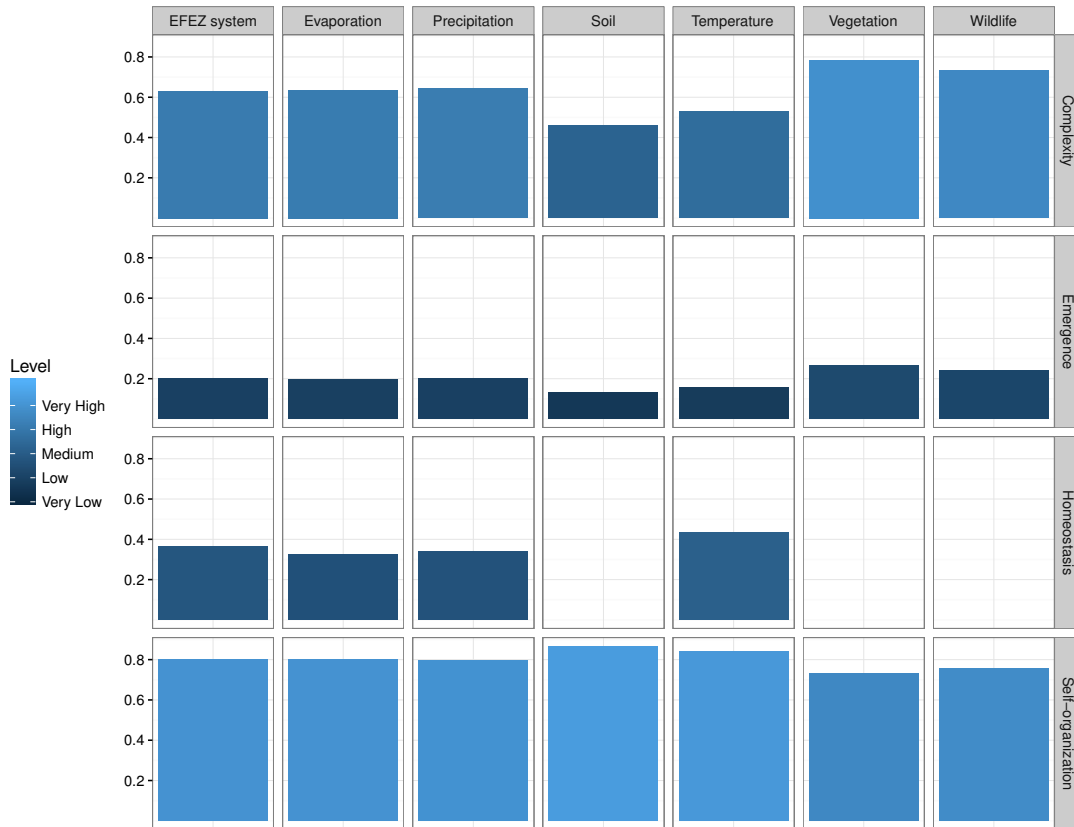 EFEZ system Evaporation Precipitation Soil Temperature Vegetation Wildlife
0.8
0.6
0.4
0.2
Complexity
0.8
0.6
0.4
0.2
Emergence
Level
Very High
High
Medium
Low
Very Low
0.8
0.6
0.4
0.2
Homeostasis
0.8
0.6
0.4
0.2
Self−organization